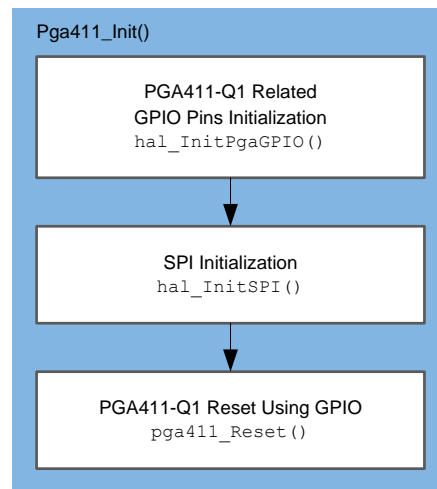 Pga411_Init()
PGA411-Q1 Related
GPIO Pins Initialization
hal_InitPgaGPIO()
SPI Initialization
hal_InitSPI()
PGA411-Q1 Reset Using GPIO
pga411_Reset()